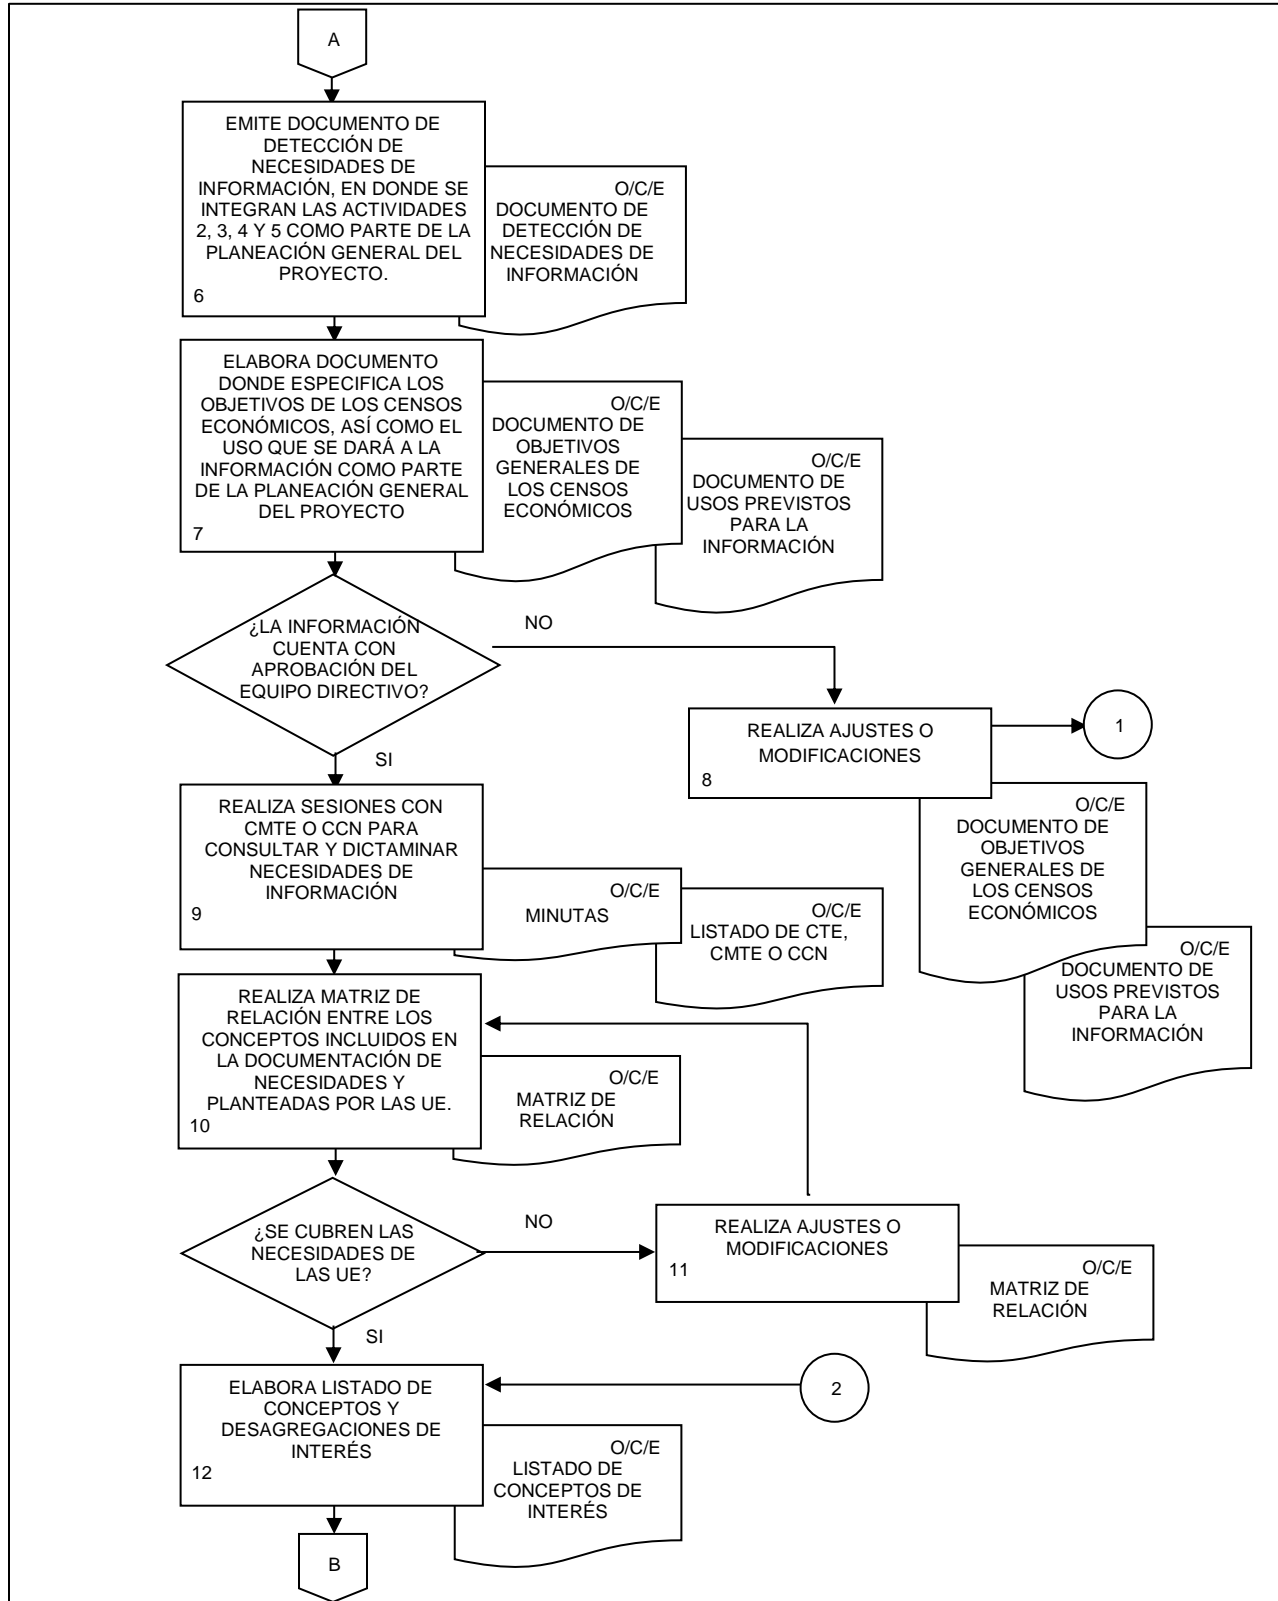 A
EMITE DOCUMENTO DE
DETECCIÓN DE
NECESIDADES DE
INFORMACIÓN, EN DONDE SE
INTEGRAN LAS ACTIVIDADES
2, 3, 4 Y 5 COMO PARTE DE LA
PLANEACIÓN GENERAL DEL
PROYECTO.
6
O/C/E
DOCUMENTO DE
DETECCIÓN DE
NECESIDADES DE
INFORMACIÓN
ELABORA DOCUMENTO
DONDE ESPECIFICA LOS
OBJETIVOS DE LOS CENSOS
ECONÓMICOS, ASÍ COMO EL
USO QUE SE DARÁ A LA
INFORMACIÓN COMO PARTE
DE LA PLANEACIÓN GENERAL
DEL PROYECTO
7
O/C/E
DOCUMENTO DE
OBJETIVOS
GENERALES DE
LOS CENSOS
ECONÓMICOS
O/C/E
DOCUMENTO DE
USOS PREVISTOS
PARA LA
INFORMACIÓN
¿LA INFORMACIÓN
CUENTA CON
APROBACIÓN DEL
EQUIPO DIRECTIVO?
NO
SI
REALIZA AJUSTES O
MODIFICACIONES
8
1
O/C/E
DOCUMENTO DE
OBJETIVOS
GENERALES DE
LOS CENSOS
ECONÓMICOS
O/C/E
DOCUMENTO DE
USOS PREVISTOS
PARA LA
INFORMACIÓN
REALIZA SESIONES CON
CMTE O CCN PARA
CONSULTAR Y DICTAMINAR
NECESIDADES DE
INFORMACIÓN
9
O/C/E
MINUTAS
O/C/E
LISTADO DE CTE,
CMTE O CCN
REALIZA MATRIZ DE
RELACIÓN ENTRE LOS
CONCEPTOS INCLUIDOS EN
LA DOCUMENTACIÓN DE
NECESIDADES Y
PLANTEADAS POR LAS UE.
10
O/C/E
MATRIZ DE
RELACIÓN
¿SE CUBREN LAS
NECESIDADES DE
LAS UE?
NO
SI
REALIZA AJUSTES O
MODIFICACIONES
11
O/C/E
MATRIZ DE
RELACIÓN
ELABORA LISTADO DE
CONCEPTOS Y
DESAGREGACIONES DE
INTERÉS
12
2
O/C/E
LISTADO DE
CONCEPTOS DE
INTERÉS
B